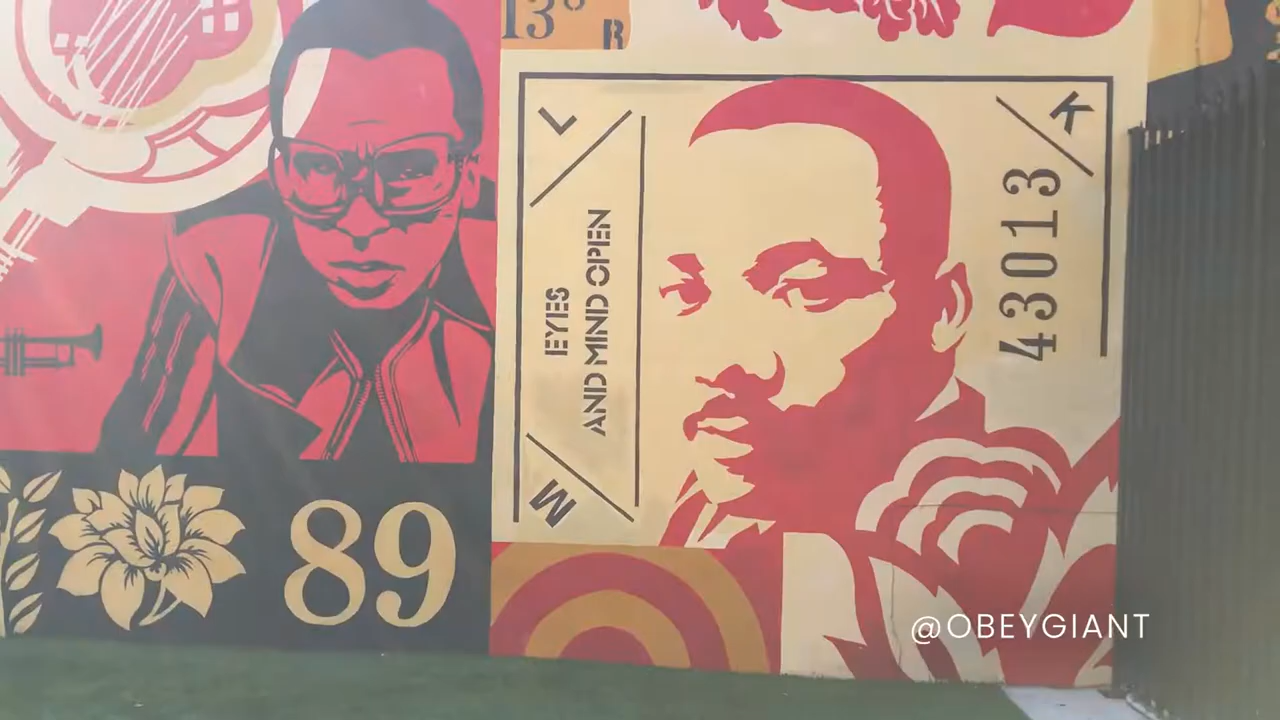 13°
R
L
K
EYES
AND MIND OPEN
43013
M
89
@OBEYGIANT